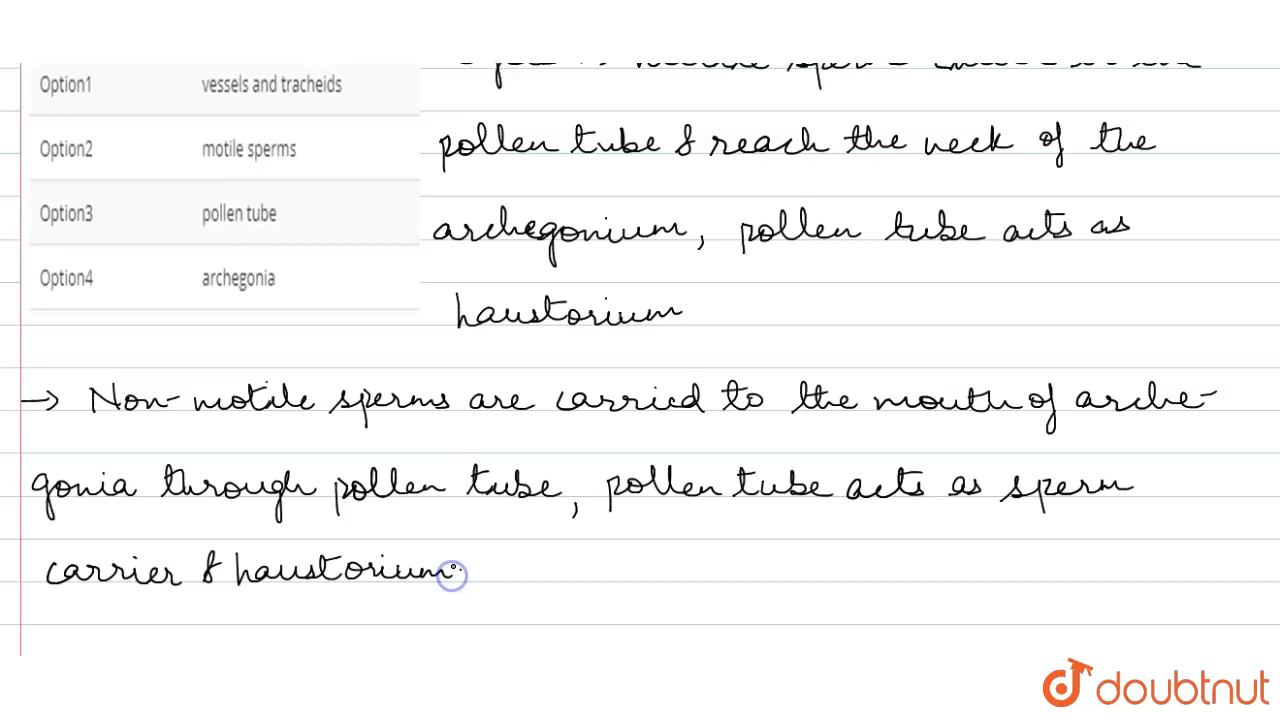 Option1 vessels and tracheids
Option2 motile sperms
Option3 pollen tube
Option4 archegonia
pollen tube & reach the neck of the
archegonium, pollen tube acts as
haustorium
→ Non-motile sperms are carried to the mouth of arche-
gonia through pollen tube, pollen tube acts as sperm
carrier & haustorium.
doubtnut